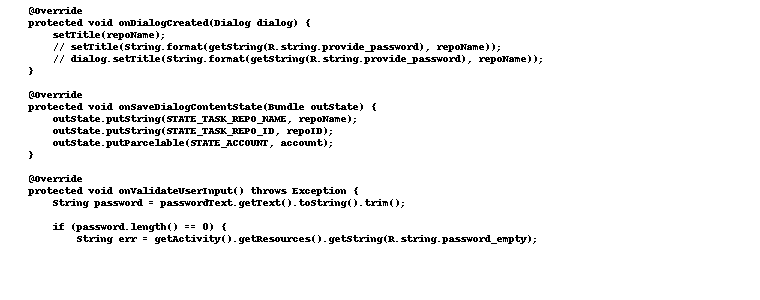 @Override
protected void onDialogCreated(Dialog dialog) {
    setTitle(repoName);
    // setTitle(String.format(getString(R.string.provide_password), repoName));
    // dialog.setTitle(String.format(getString(R.string.provide_password), repoName));
}

@Override
protected void onSaveDialogContentState(Bundle outState) {
    outState.putString(STATE_TASK_REPO_NAME, repoName);
    outState.putString(STATE_TASK_REPO_ID, repoID);
    outState.putParcelable(STATE_ACCOUNT, account);
}

@Override
protected void onValidateUserInput() throws Exception {
    String password = passwordText.getText().toString().trim();

    if (password.length() == 0) {
        String err = getActivity().getResources().getString(R.string.password_empty);